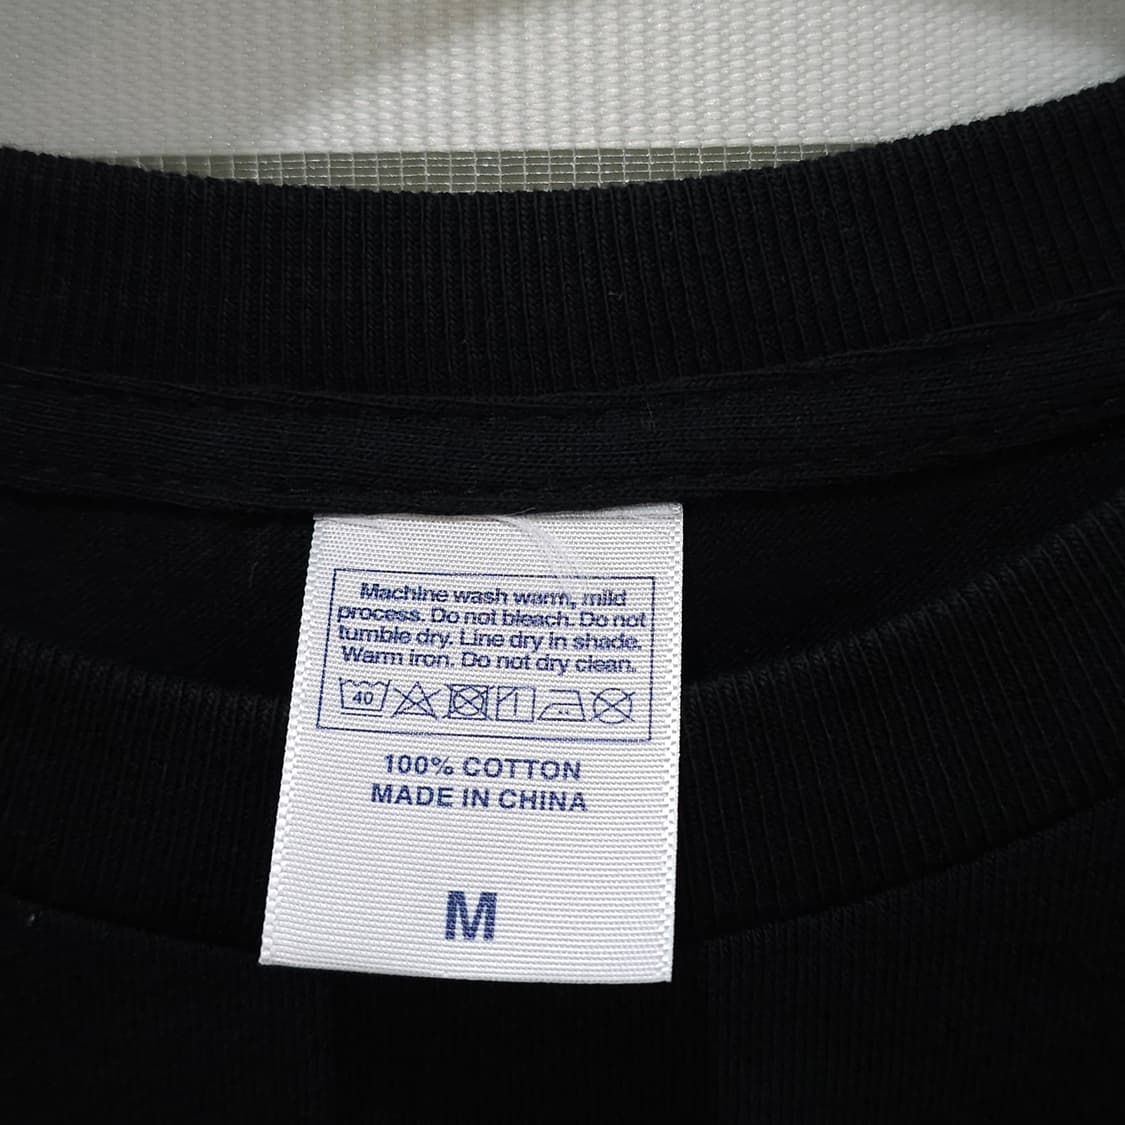 Machine wash warm, mild
process. Do not bleach. Do not
tumble dry. Line dry in shade.
Warm iron. Do not dry clean.
40
100% COTTON
MADE IN CHINA
M